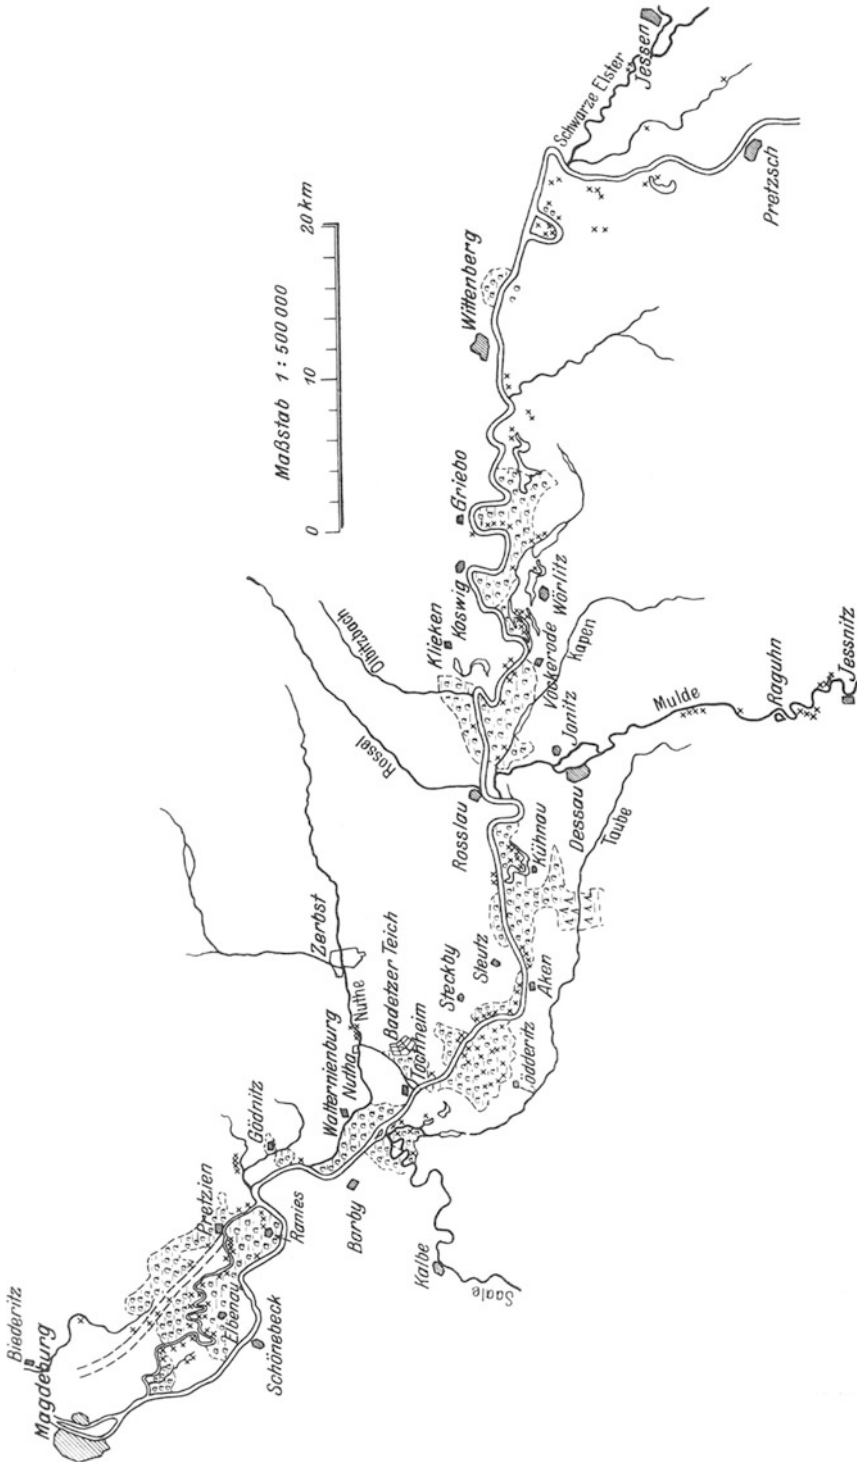 Maßstab 1 : 500 000
0 10 20 km
Magdeburg
Biederitz
Schönebeck
Elbenau
Pretzien
Ranies
Gödnitz
Barby
Walternienburg
Nutha
Nuthe
Zerbst
Badetzer Teich
Tochheim
Kalbe
Saale
Steckby
Steutz
Lödderitz
Aken
Kühnau
Rosslau
Rossel
Olbitzbach
Klieken
Koswig
Griebo
Dessau
Taube
Jonitz
Mulde
Vockerode
Kapen
Wörlitz
Raguhn
Jessnitz
Wittenberg
Schwarze Elster
Jessen
Pretzsch